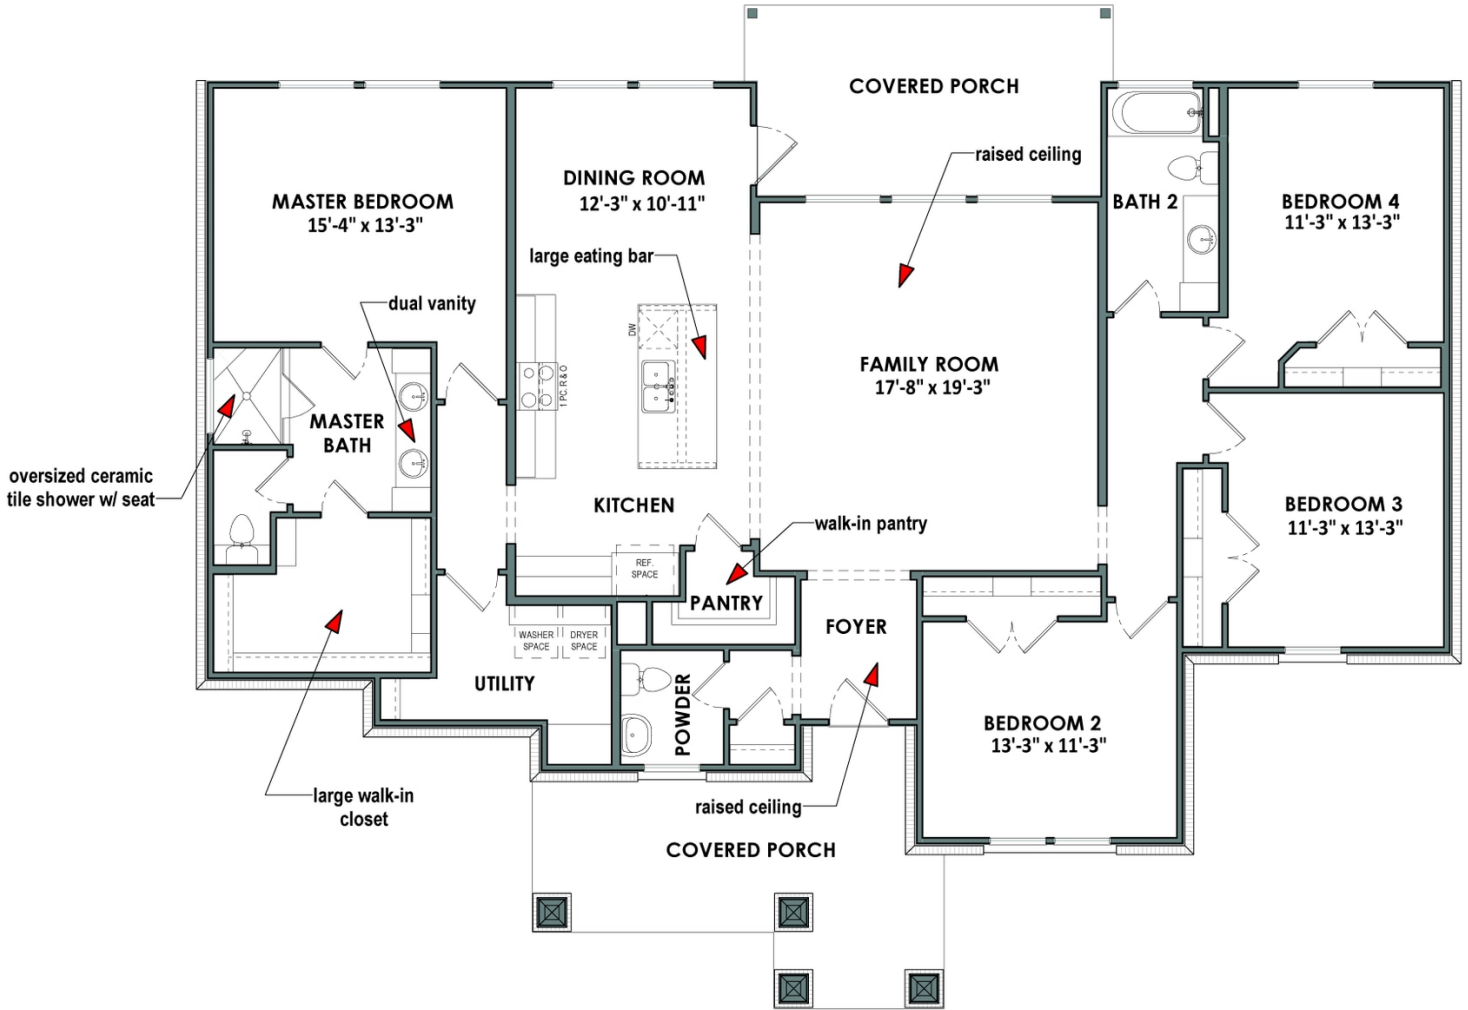 COVERED PORCH
raised ceiling
DINING ROOM
12'-3" x 10'-11"
MASTER BEDROOM
15'-4" x 13'-3"
BATH 2
BEDROOM 4
11'-3" x 13'-3"
large eating bar
dual vanity
DW
FAMILY ROOM
17'-8" x 19'-3"
1 PC. R & O
MASTER
BATH
oversized ceramic
tile shower w/ seat
KITCHEN
BEDROOM 3
11'-3" x 13'-3"
walk-in pantry
REF.
SPACE
PANTRY
FOYER
WASHER
SPACE
DRYER
SPACE
UTILITY
POWDER
BEDROOM 2
13'-3" x 11'-3"
large walk-in
closet
raised ceiling
COVERED PORCH